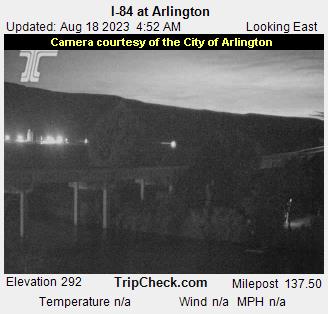 I-84 at Arlington
Updated: Aug 18 2023 4:52 AM Looking East
Camera courtesy of the City of Arlington
Elevation 292 TripCheck.com Milepost 137.50
Temperature n/a Wind n/a MPH n/a